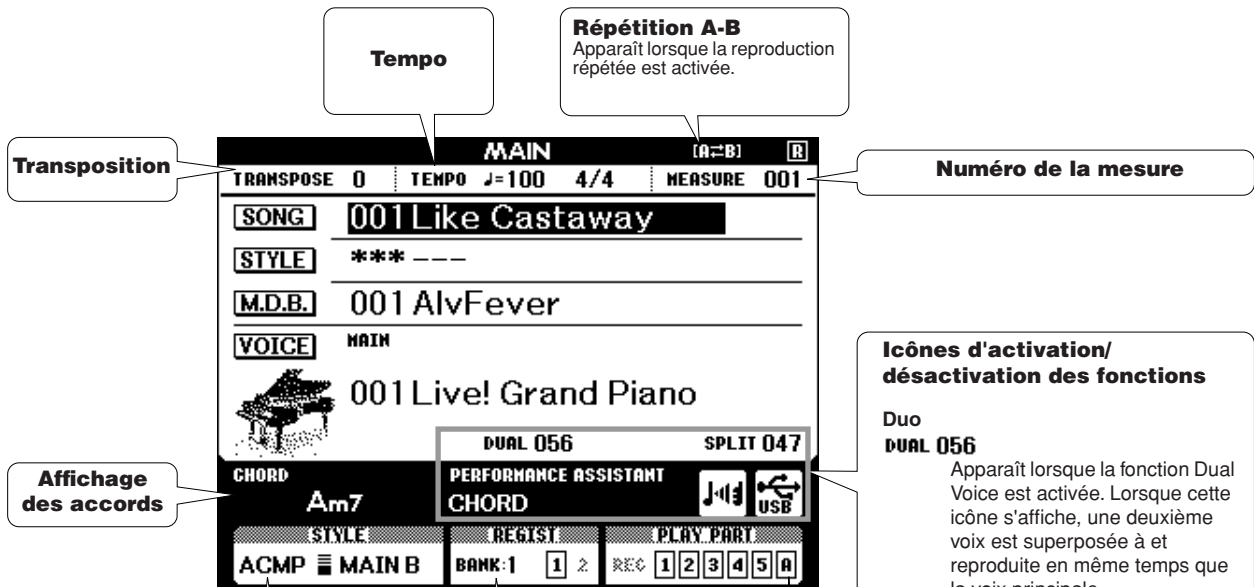 Tempo
Répétition A-B
Apparaît lorsque la reproduction
répétée est activée.
Transposition
Numéro de la mesure
MAIN [A⇄B] R
TRANSPOSE 0 TEMPO ♩=100 4/4 MEASURE 001
SONG 001 Like Castaway
STYLE *** ---
M.D.B. 001 AlvFever
VOICE MAIN
001 Live! Grand Piano
DUAL 056 SPLIT 047
Affichage
des accords
CHORD
Am7
PERFORMANCE ASSISTANT
CHORD
USB
STYLE REGIST PLAY PART
ACMP MAIN B BANK:1 1 2 REC 1 2 3 4 5 A
Icônes d'activation/
désactivation des fonctions
Duo
DUAL 056
Apparaît lorsque la fonction Dual
Voice est activée. Lorsque cette
icône s'affiche, une deuxième
voix est superposée à et
reproduite en même temps que